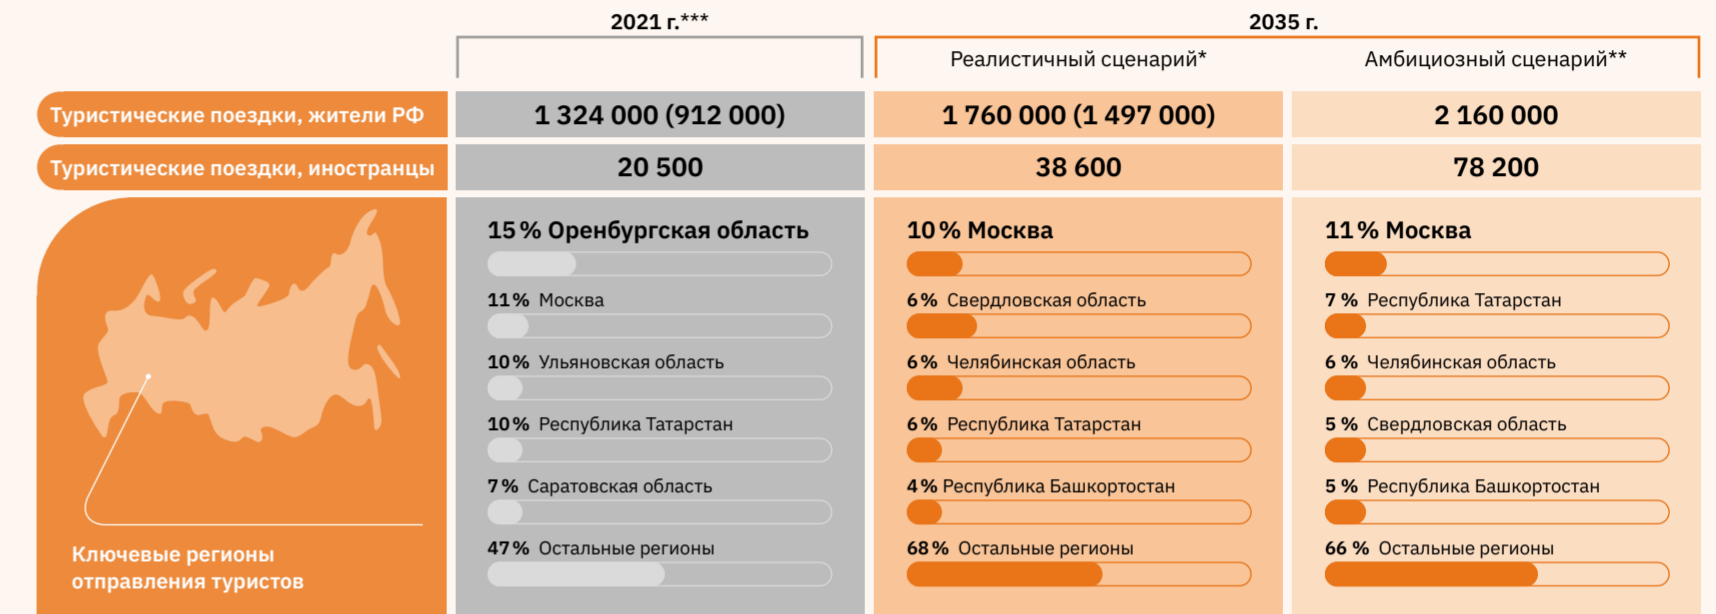 2021 г.***
2035 г.
Реалистичный сценарий*
Амбициозный сценарий**
Туристические поездки, жители РФ
1 324 000 (912 000)
1 760 000 (1 497 000)
2 160 000
Туристические поездки, иностранцы
20 500
38 600
78 200
Ключевые регионы
отправления туристов
15 % Оренбургская область
11 % Москва
10 % Ульяновская область
10 % Республика Татарстан
7 % Саратовская область
47 % Остальные регионы
10 % Москва
6 % Свердловская область
6 % Челябинская область
6 % Республика Татарстан
4 % Республика Башкортостан
68 % Остальные регионы
11 % Москва
7 % Республика Татарстан
6 % Челябинская область
5 % Свердловская область
5 % Республика Башкортостан
66 % Остальные регионы